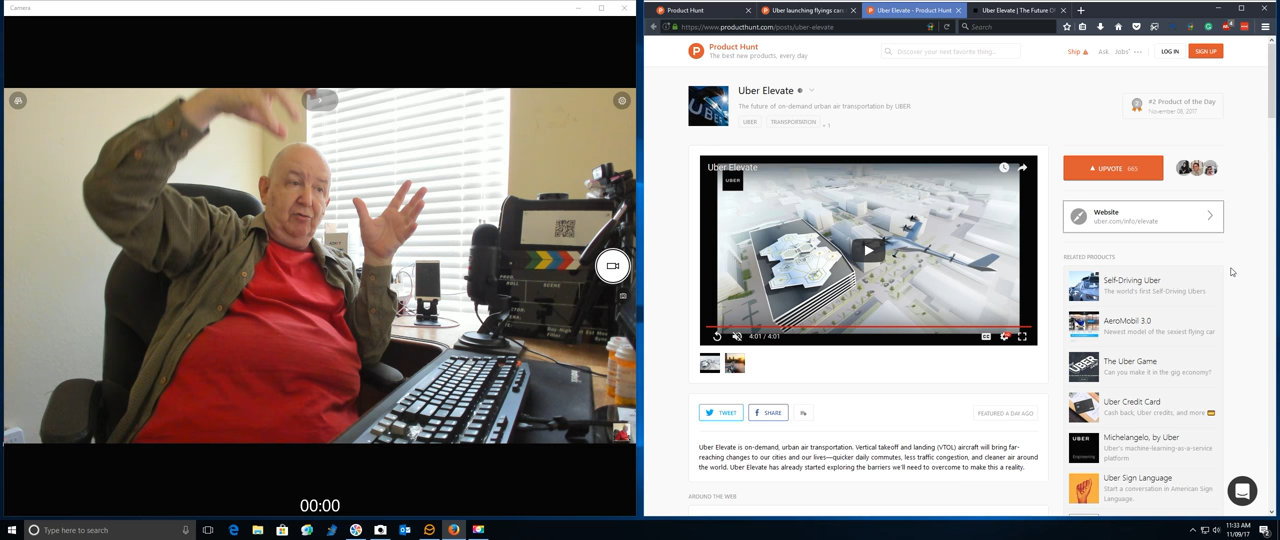 Camera
00:00
Product Hunt
Uber launching flyings cars
Uber Elevate - Product Hunt
Uber Elevate | The Future Of
https://www.producthunt.com/posts/uber-elevate
Search
Product Hunt
The best new products, every day
Discover your next favorite thing...
Ship
Ask
Jobs
LOG IN
SIGN UP
Uber Elevate
The future of on-demand urban air transportation by UBER
UBER
TRANSPORTATION
+ 1
#2 Product of the Day
November 08, 2017
Uber Elevate
UBER
4:01 / 4:01
CC
UPVOTE 665
Website
uber.com/info/elevate
RELATED PRODUCTS
Self-Driving Uber
The world's first Self-Driving Ubers
AeroMobil 3.0
Newest model of the sexiest flying car
The Uber Game
Can you make it in the gig economy?
Uber Credit Card
Cash back, Uber credits, and more
Michelangelo, by Uber
Uber's machine-learning-as-a-service
platform
Uber Sign Language
Start a conversation in American Sign
Language.
TWEET
SHARE
FEATURED A DAY AGO
Uber Elevate is on-demand, urban air transportation. Vertical takeoff and landing (VTOL) aircraft will bring far-
reaching changes to our cities and our lives—quicker daily commutes, less traffic congestion, and cleaner air around
the world. Uber Elevate has already started exploring the barriers we'll need to overcome to make this a reality.
AROUND THE WEB
Type here to search
11:33 AM
11/09/17